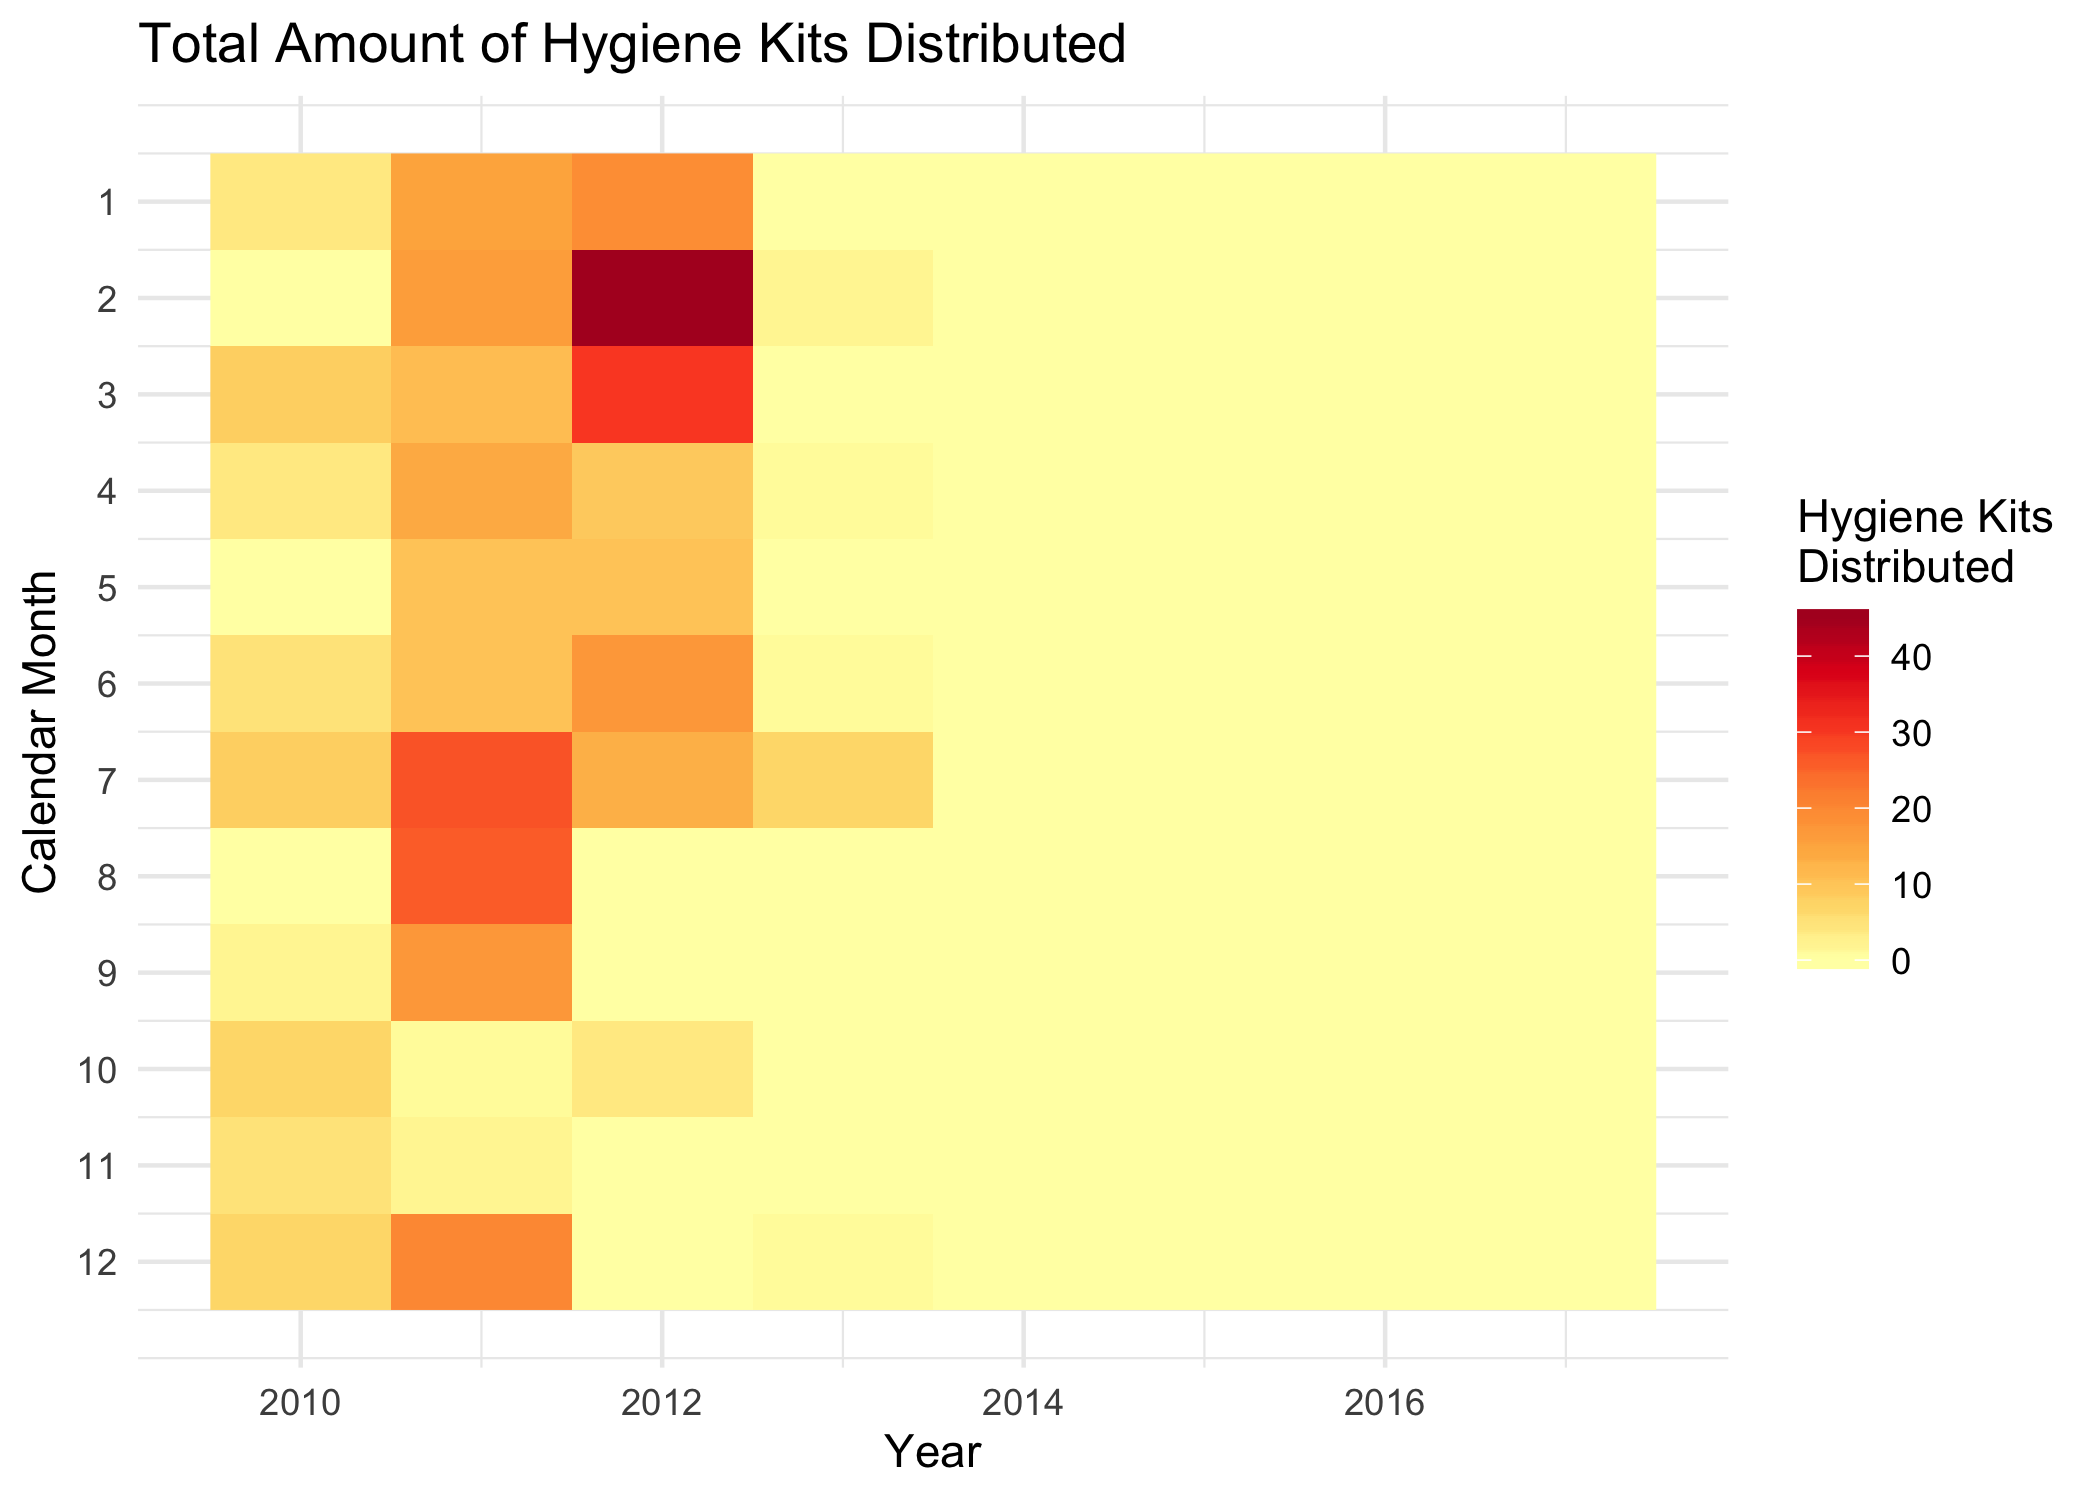 Total Amount of Hygiene Kits Distributed
1
2
3
4
5
6
7
8
9
10
11
12
Calendar Month
2010 2012 2014 2016
Year
Hygiene Kits
Distributed
40
30
20
10
0